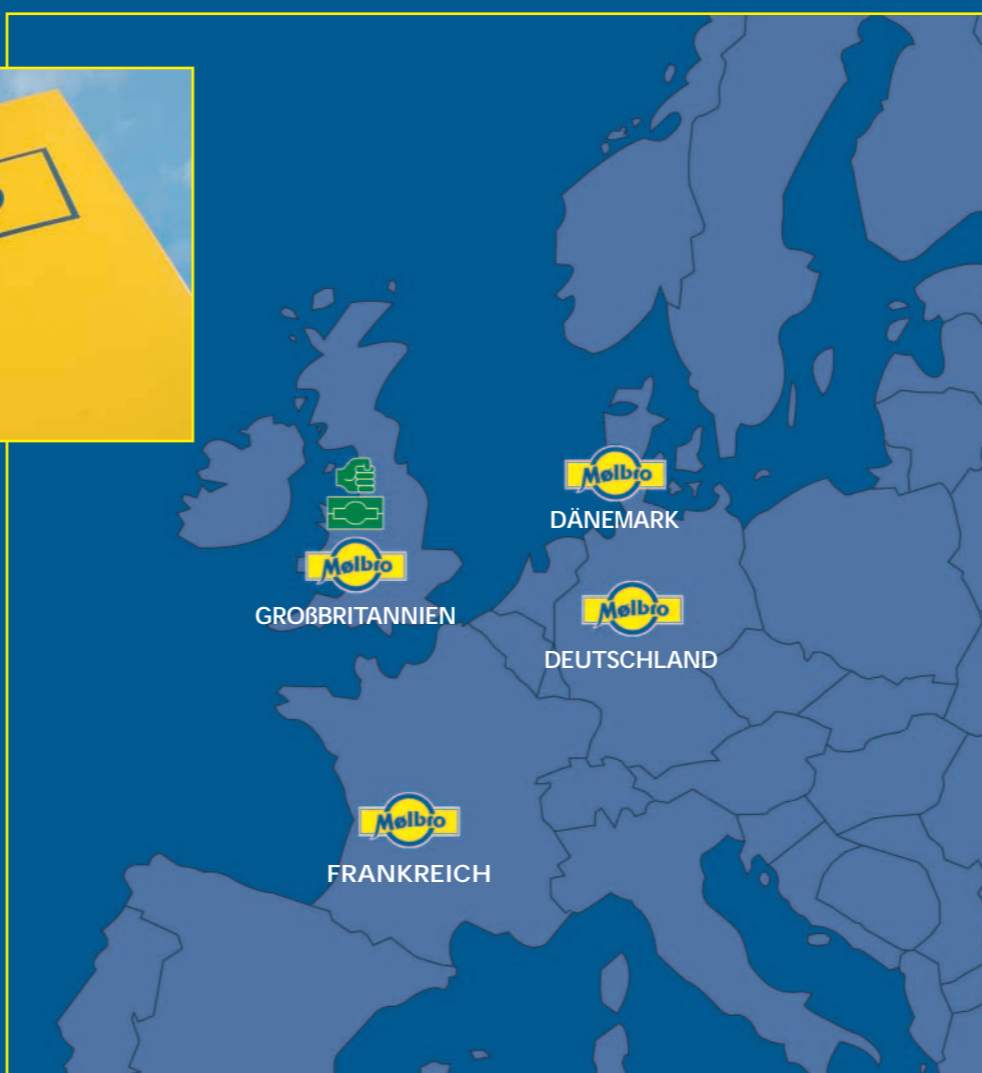 Mølbro
DÄNEMARK
Mølbro
GROßBRITANNIEN
Mølbro
DEUTSCHLAND
Mølbro
FRANKREICH